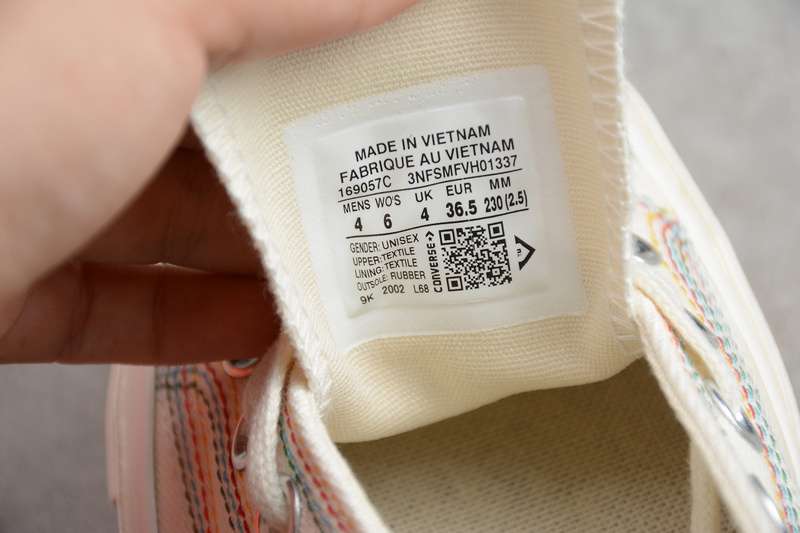 MADE IN VIETNAM
FABRIQUE AU VIETNAM
169057C 3NFSMFVH01337
MENS WO'S UK EUR MM
4 6 4 36.5 230(2.5)
GENDER: UNISEX
UPPER:TEXTILE
LINING:TEXTILE
OUTSOLE: RUBBER
9K 2002 L68
CONVERSE
TM